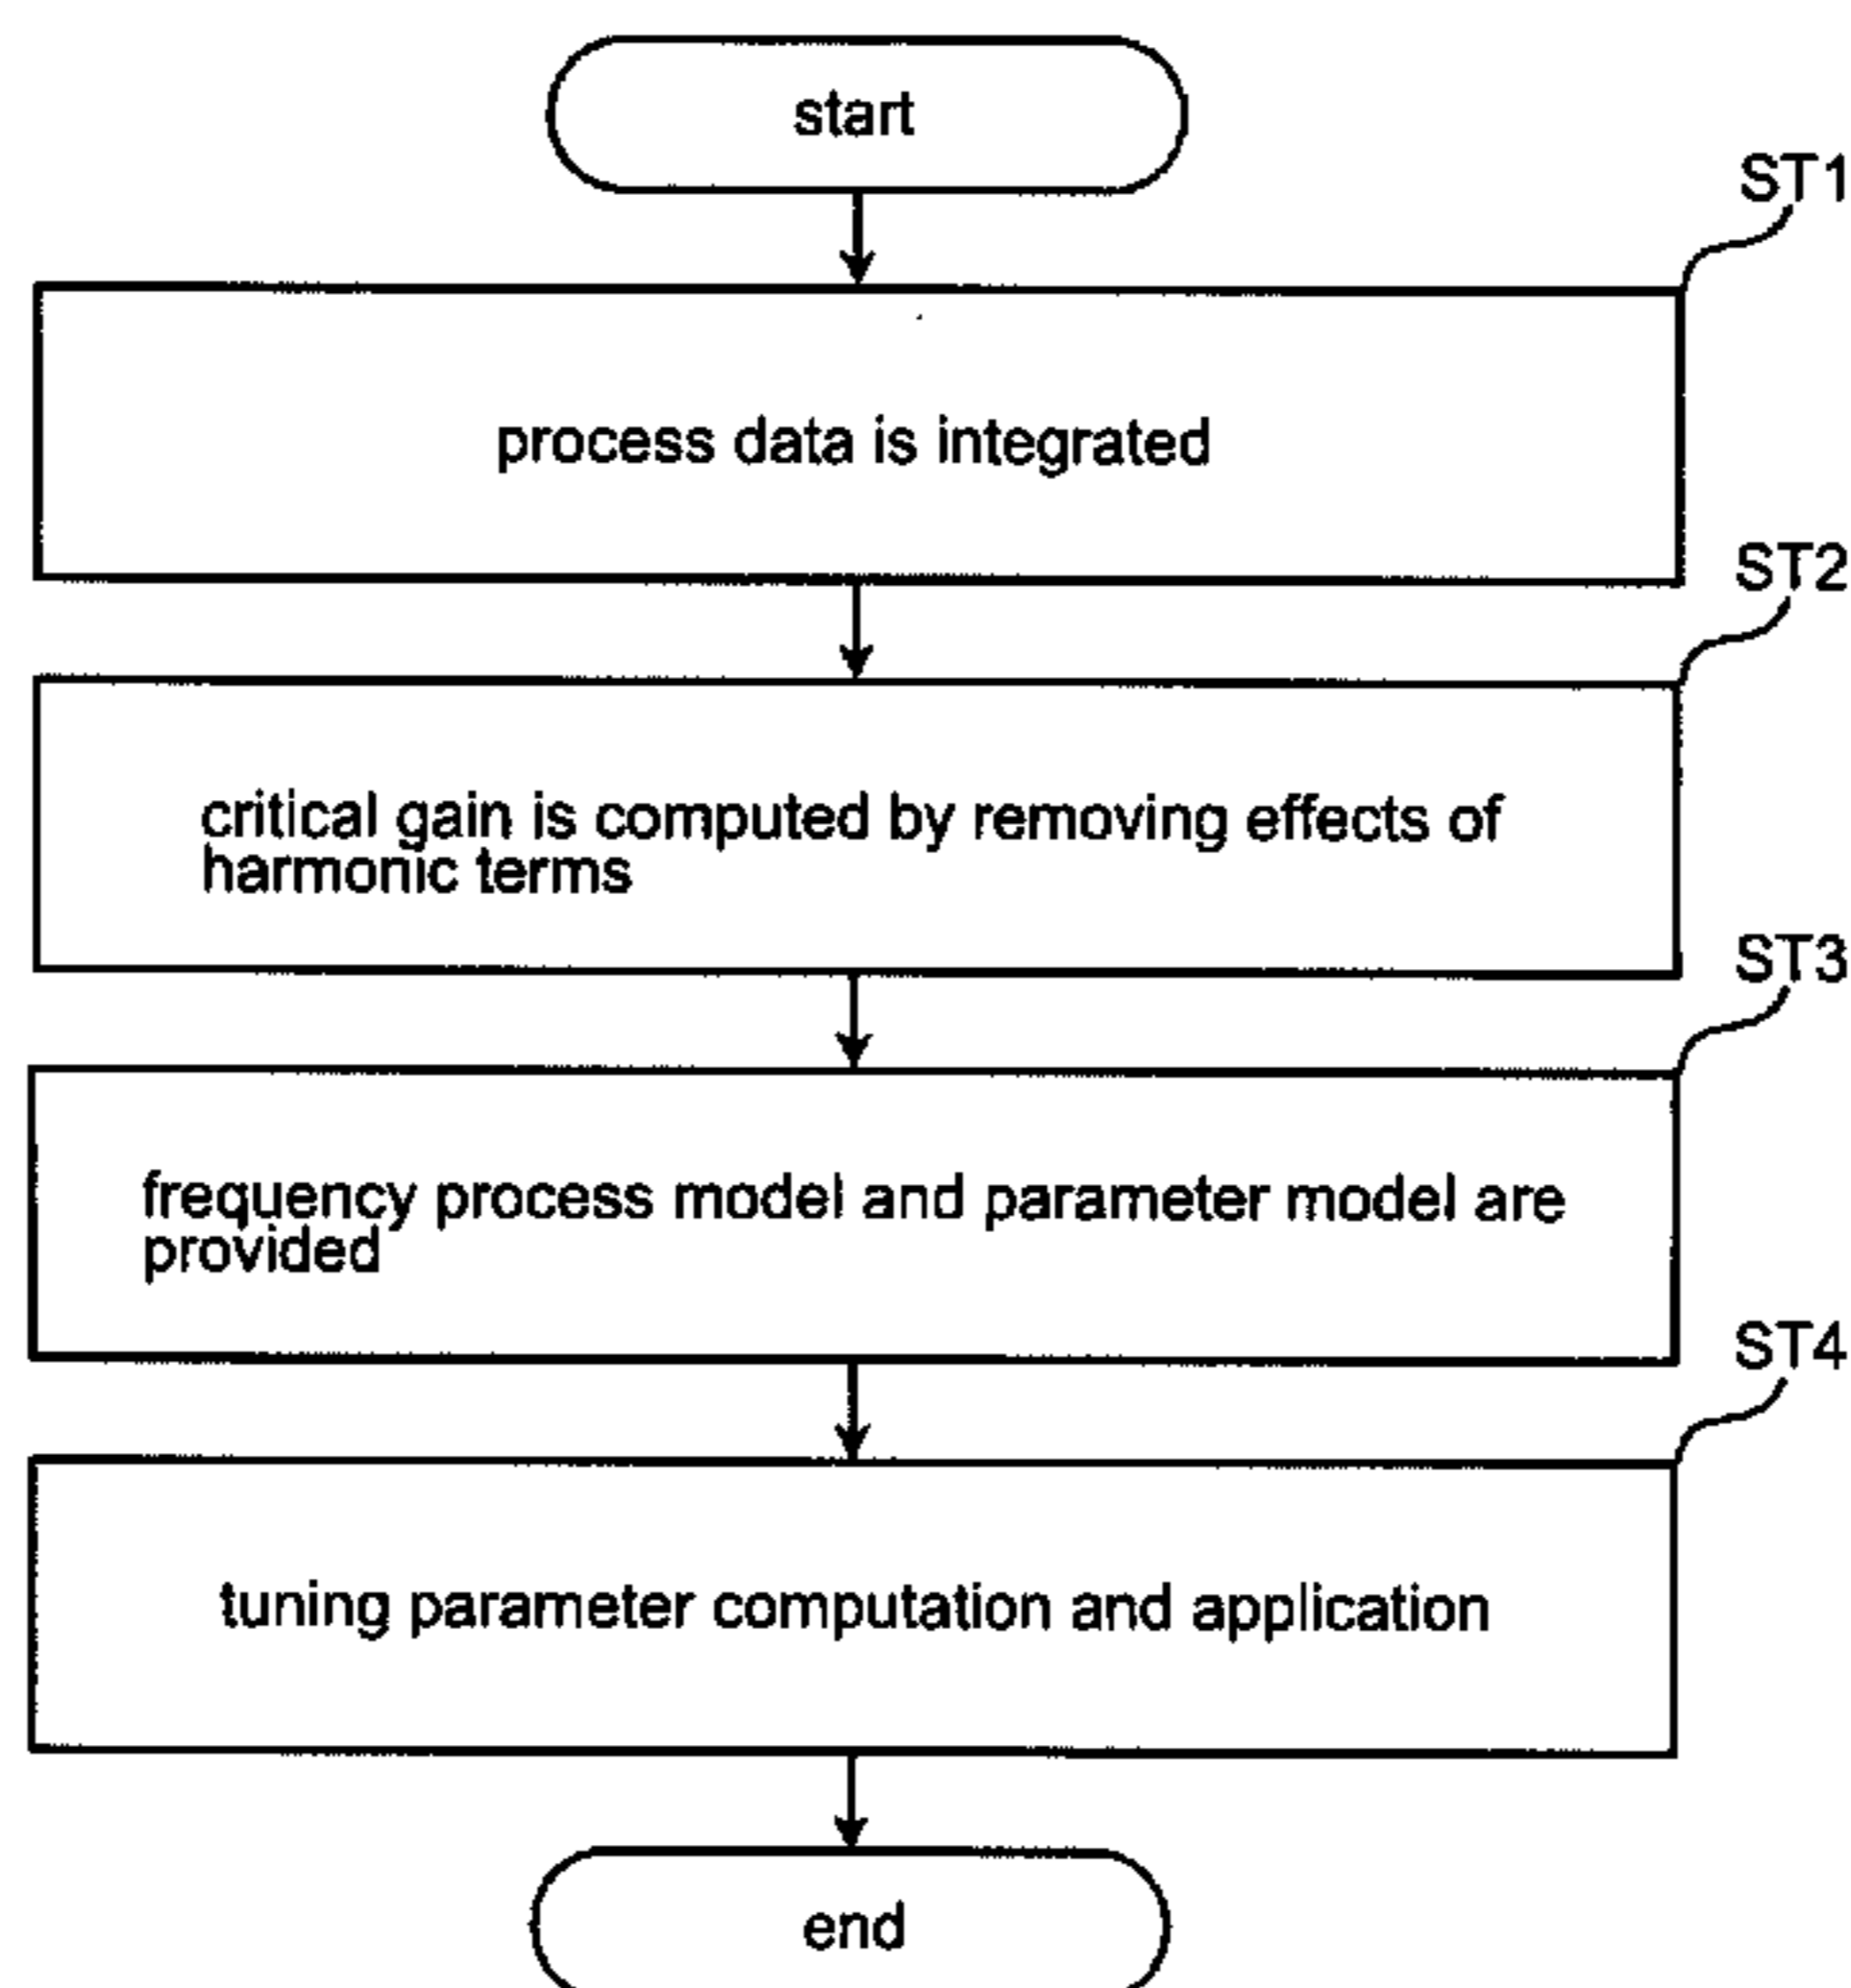 start
ST1
process data is integrated
ST2
critical gain is computed by removing effects of
harmonic terms
ST3
frequency process model and parameter model are
provided
ST4
tuning parameter computation and application
end